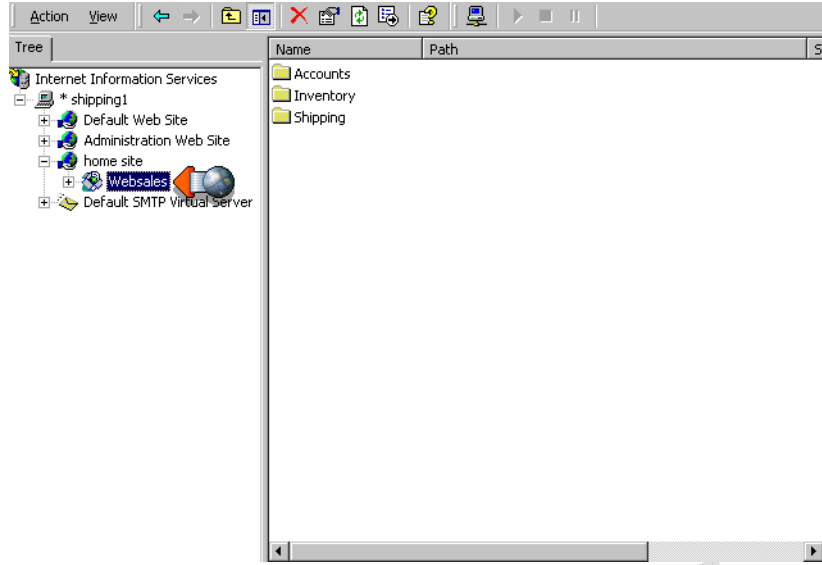 Action View
Tree
Name Path S
Internet Information Services
* shipping1
Default Web Site
Administration Web Site
home site
Websales
Default SMTP Virtual Server
Accounts
Inventory
Shipping